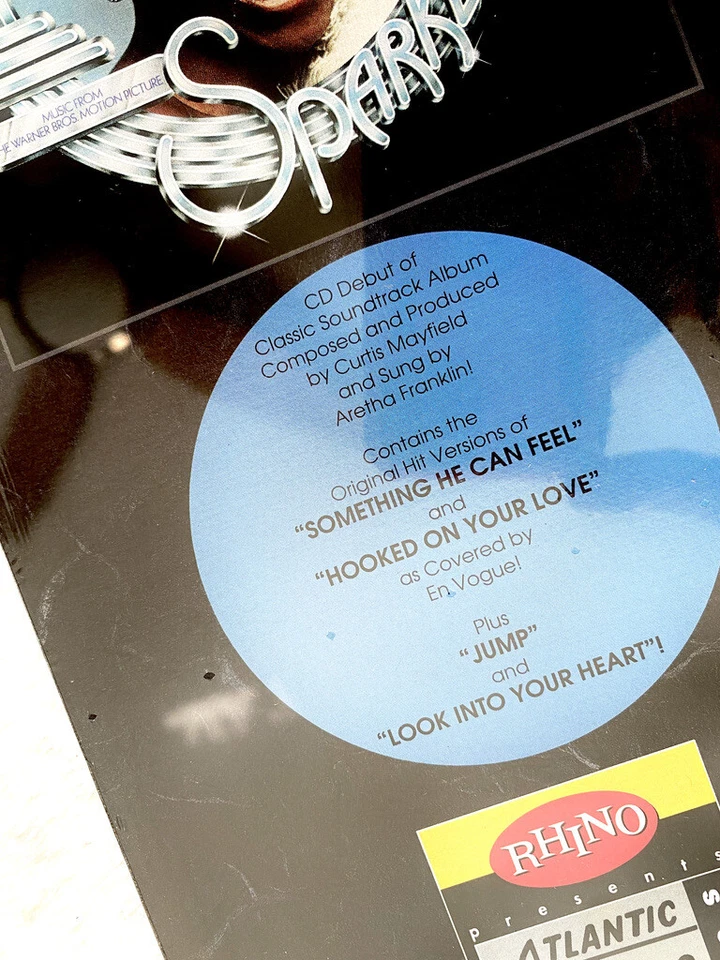 SPARKL
MUSIC FROM
HE WARNER BROS. MOTION PICTURE
CD Debut of
Classic Soundtrack Album
Composed and Produced
by Curtis Mayfield
and Sung by
Aretha Franklin!
Contains the
Original Hit Versions of
“SOMETHING HE CAN FEEL”
and
“HOOKED ON YOUR LOVE”
as Covered by
En Vogue!
Plus
“JUMP”
and
“LOOK INTO YOUR HEART”!
RHINO
presents
ATLANTIC